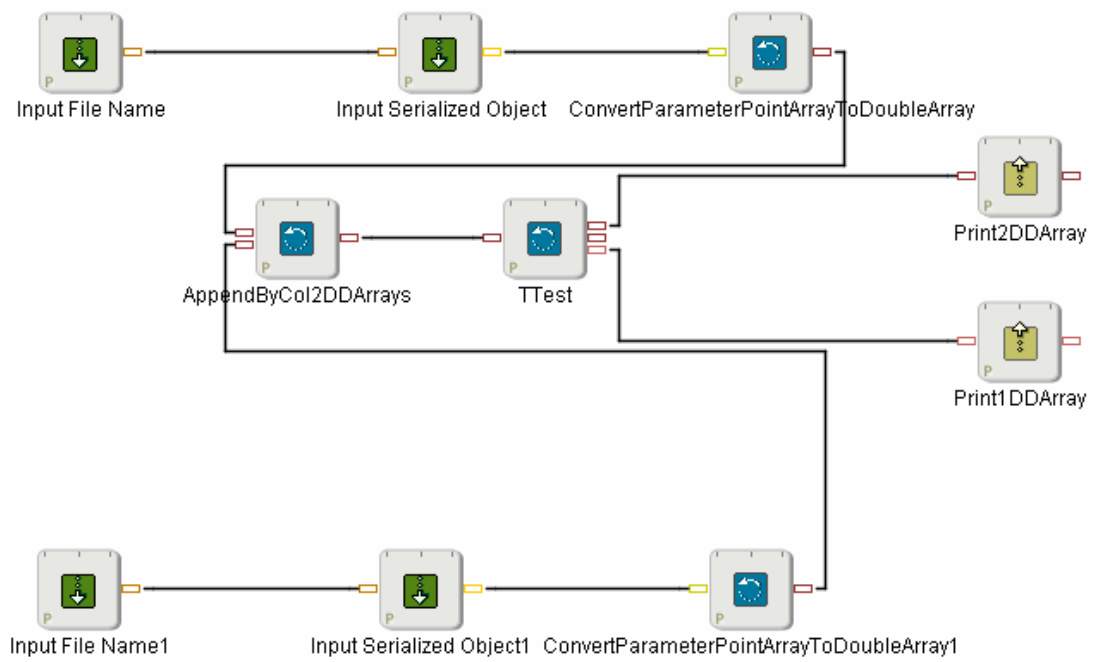 P
P
P
Input File Name
Input Serialized Object
ConvertParameterPointArrayToDoubleArray
P
Print2DDArray
P
P
AppendByCol2DDArrays
TTest
P
Print1DDArray
P
P
P
Input File Name1
Input Serialized Object1
ConvertParameterPointArrayToDoubleArray1